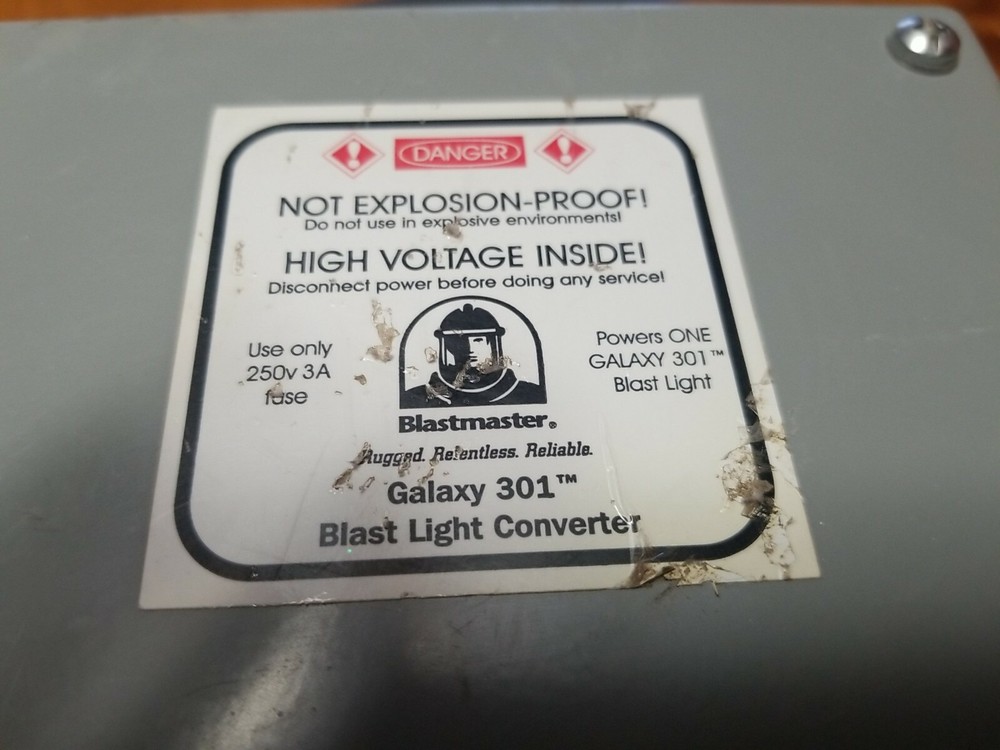 DANGER
NOT EXPLOSION-PROOF!
Do not use in explosive environments!
HIGH VOLTAGE INSIDE!
Disconnect power before doing any service!
Use only
250v 3A
fuse
Powers ONE
GALAXY 301™
Blast Light
Blastmaster®
Rugged. Relentless. Reliable.
Galaxy 301™
Blast Light Converter